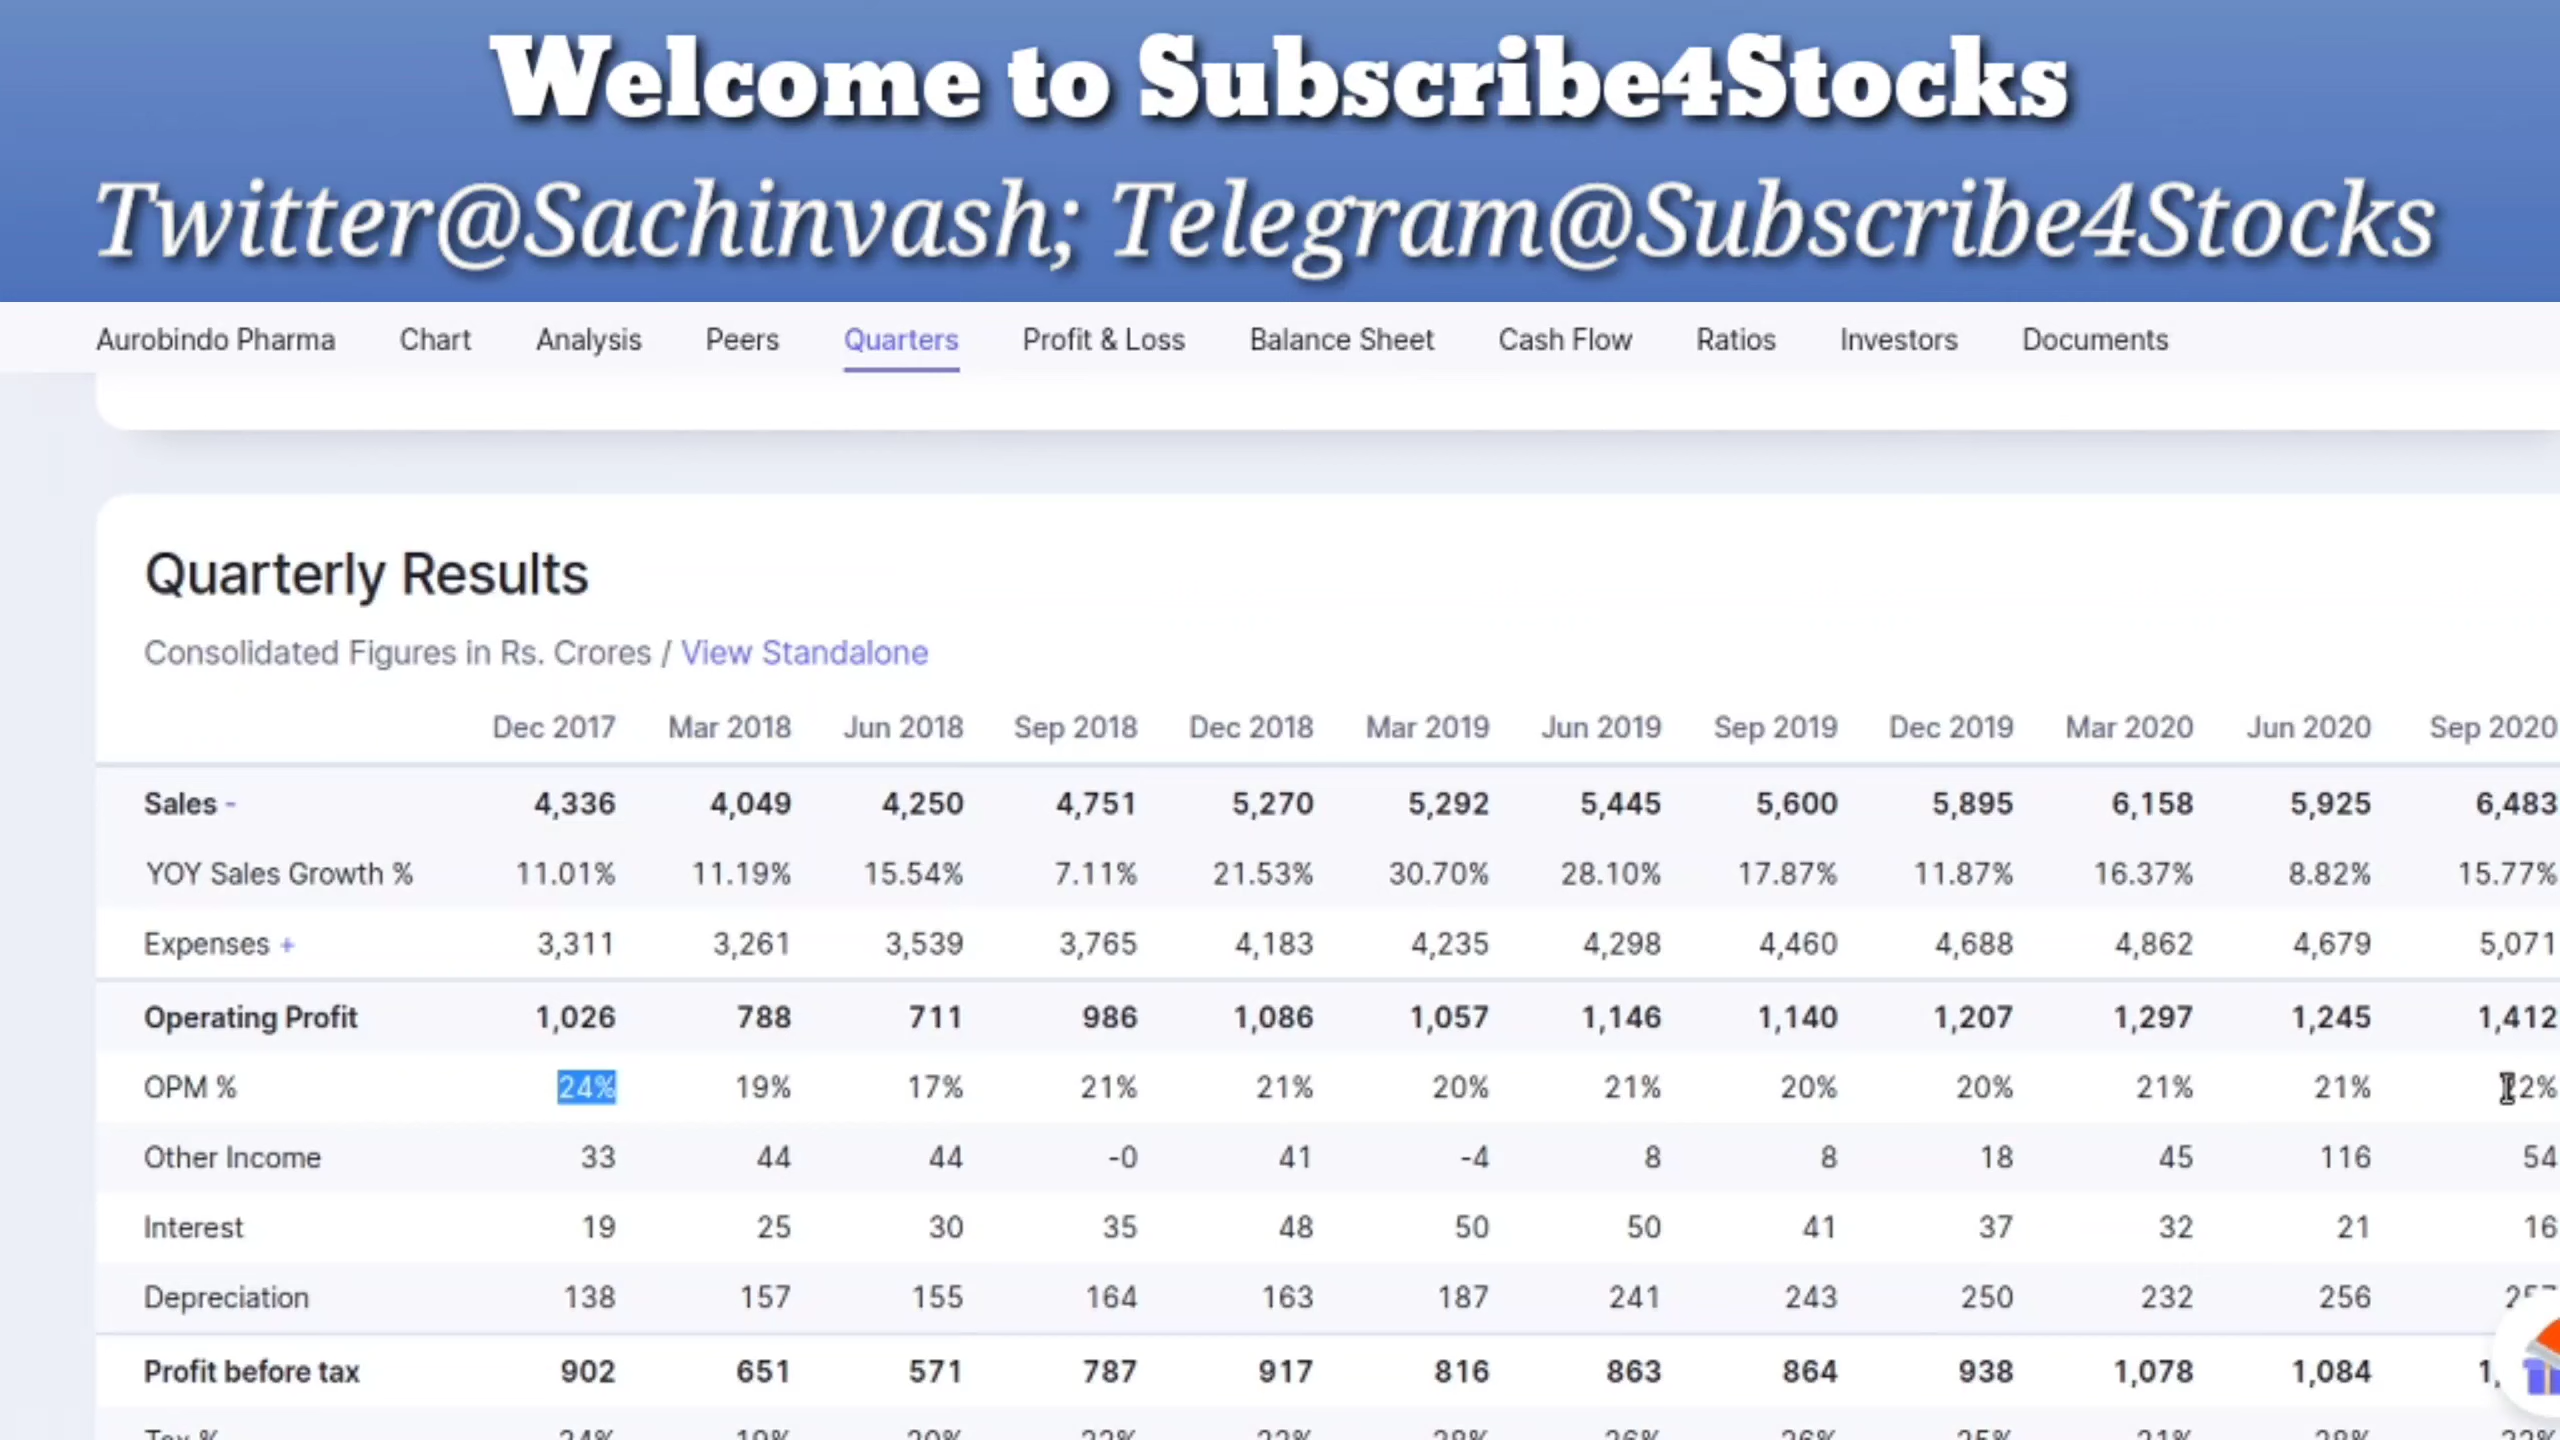 Welcome to Subscribe4Stocks
Twitter@Sachinvash; Telegram@Subscribe4Stocks
Aurobindo Pharma Chart Analysis Peers Quarters Profit & Loss Balance Sheet Cash Flow Ratios Investors Documents
Quarterly Results
Consolidated Figures in Rs. Crores / View Standalone
Dec 2017 Mar 2018 Jun 2018 Sep 2018 Dec 2018 Mar 2019 Jun 2019 Sep 2019 Dec 2019 Mar 2020 Jun 2020 Sep 2020
Sales - 4,336 4,049 4,250 4,751 5,270 5,292 5,445 5,600 5,895 6,158 5,925 6,483
YOY Sales Growth % 11.01% 11.19% 15.54% 7.11% 21.53% 30.70% 28.10% 17.87% 11.87% 16.37% 8.82% 15.77%
Expenses + 3,311 3,261 3,539 3,765 4,183 4,235 4,298 4,460 4,688 4,862 4,679 5,071
Operating Profit 1,026 788 711 986 1,086 1,057 1,146 1,140 1,207 1,297 1,245 1,412
OPM % 24% 19% 17% 21% 21% 20% 21% 20% 20% 21% 21% 22%
Other Income 33 44 44 -0 41 -4 8 8 18 45 116 54
Interest 19 25 30 35 48 50 50 41 37 32 21 16
Depreciation 138 157 155 164 163 187 241 243 250 232 256
Profit before tax 902 651 571 787 917 816 863 864 938 1,078 1,084